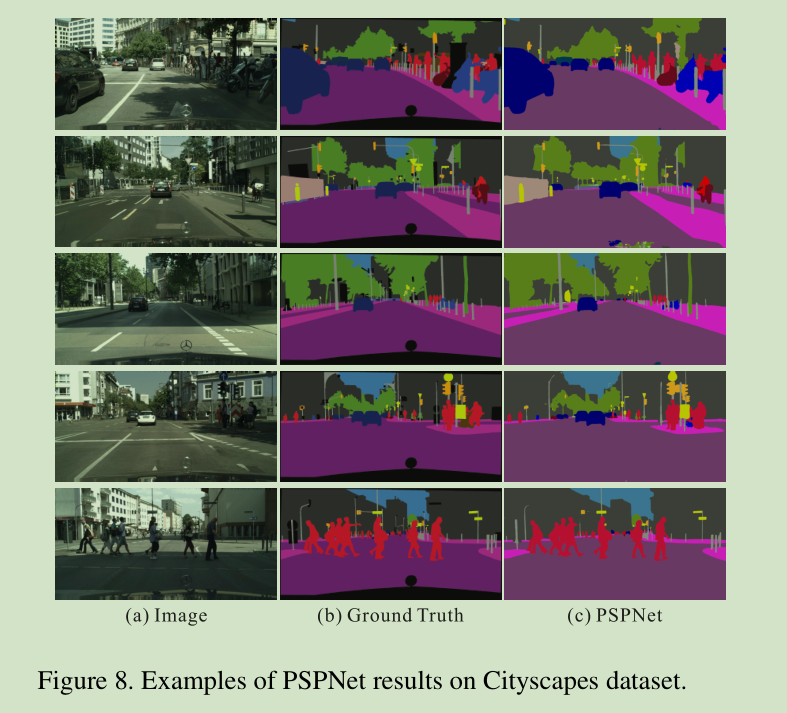 (a) Image (b) Ground Truth (c) PSPNet
Figure 8. Examples of PSPNet results on Cityscapes dataset.